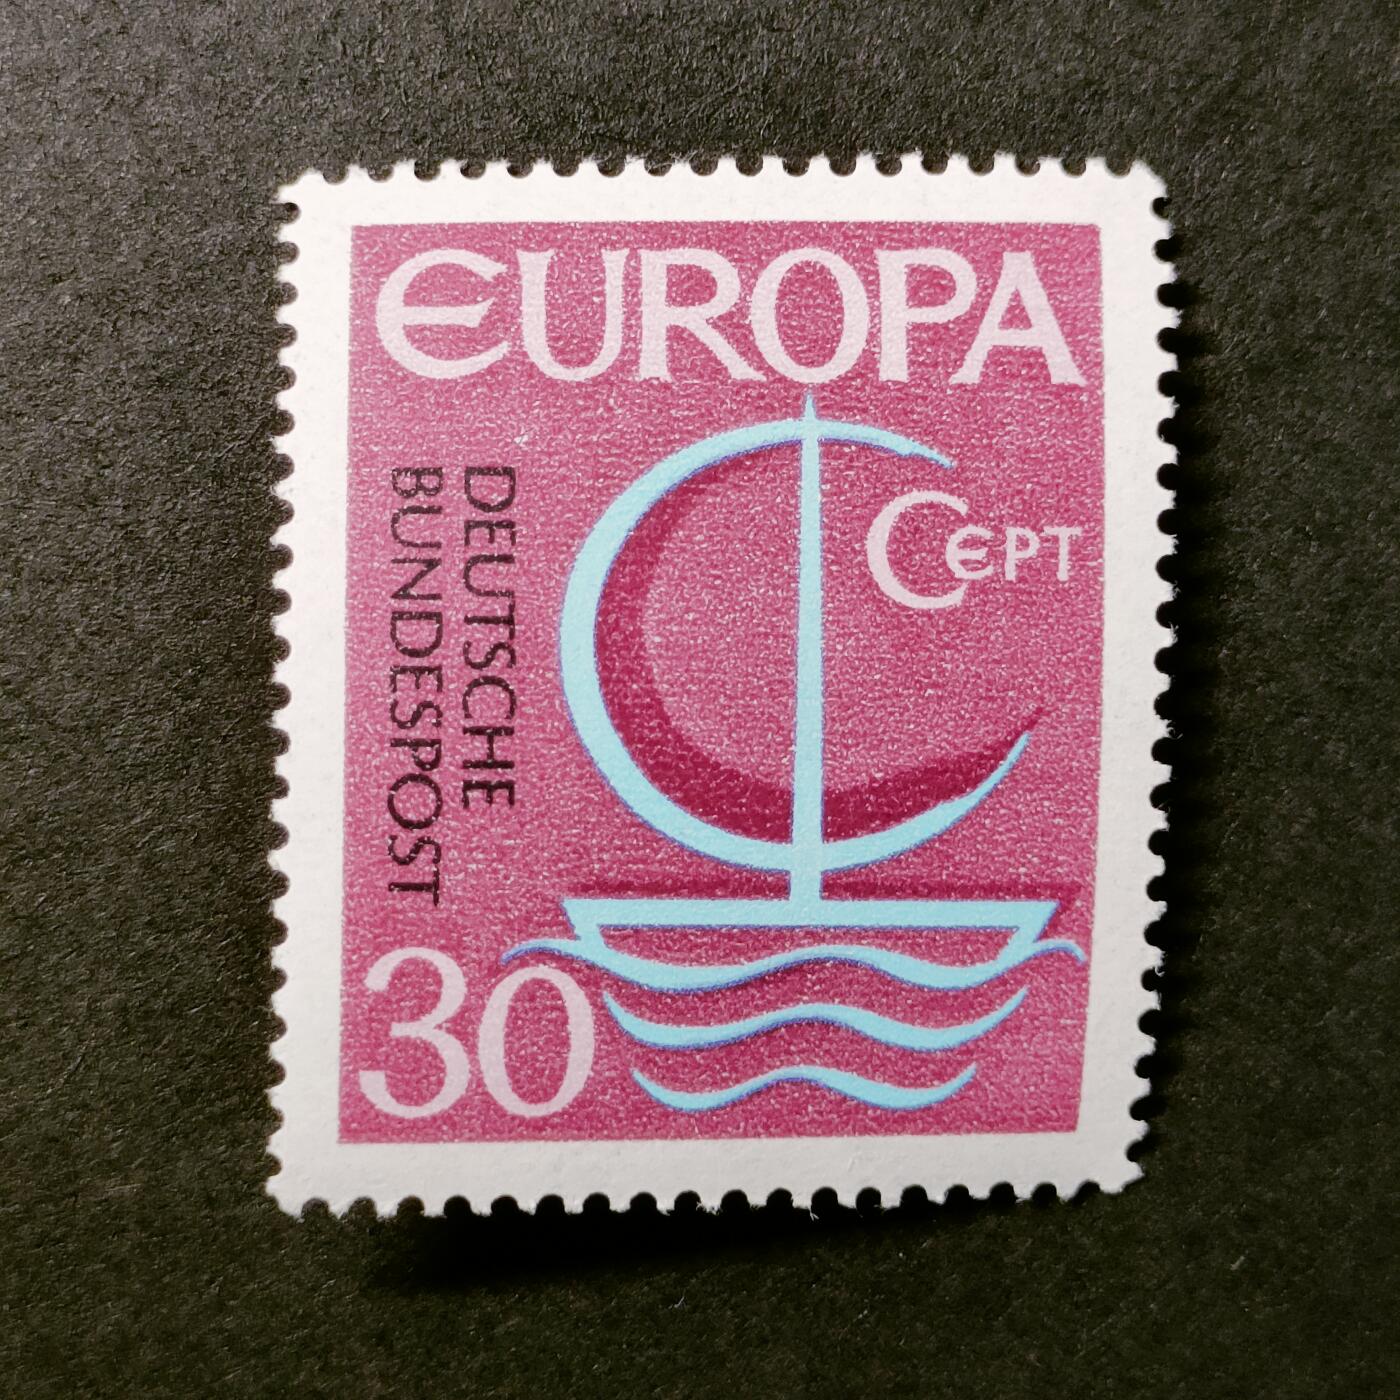 EUROPA
CEPT
DEUTSCHE
BUNDESPOST
30